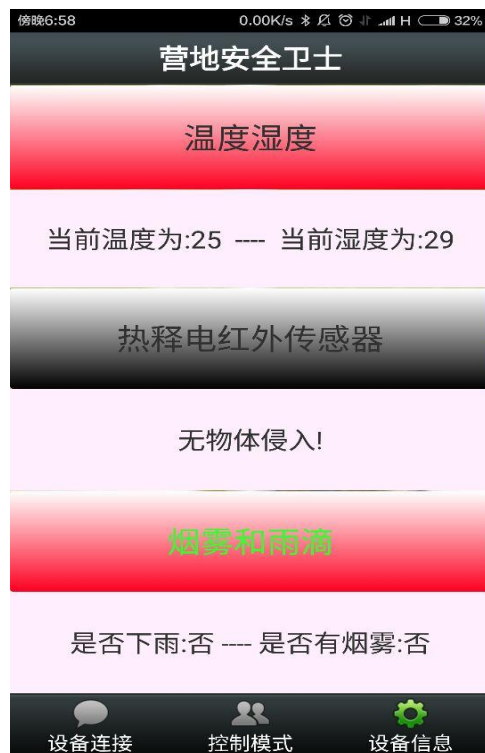 傍晚6:58 0.00K/s H 32%
营地安全卫士
温度湿度
当前温度为:25 ---- 当前湿度为:29
热释电红外传感器
无物体侵入!
烟雾和雨滴
是否下雨:否 ---- 是否有烟雾:否
设备连接 控制模式 设备信息